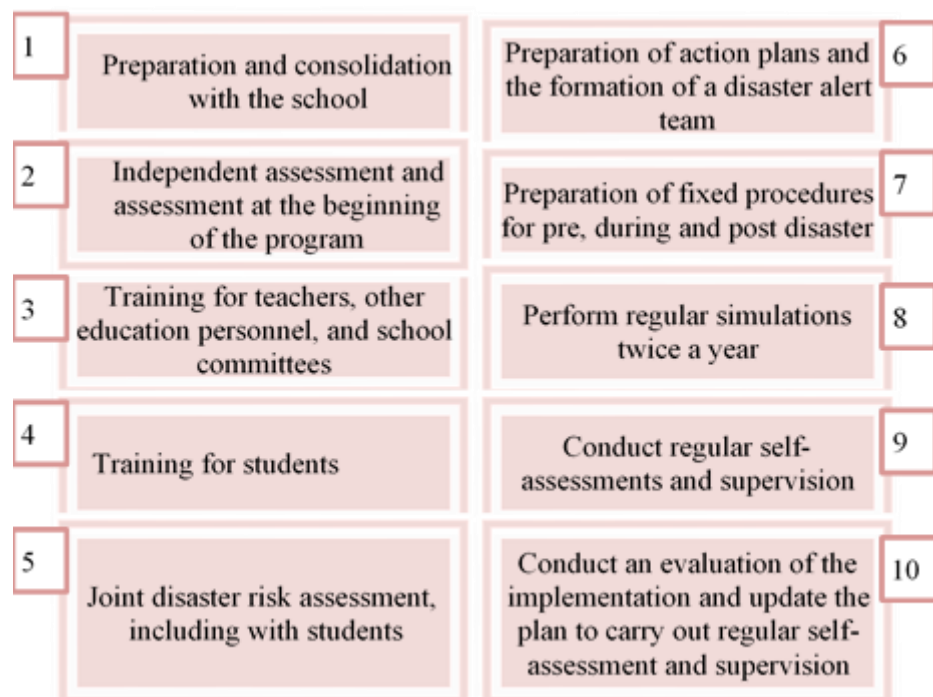 1
Preparation and consolidation
with the school
2
Independent assessment and
assessment at the beginning
of the program
3
Training for teachers, other
education personnel, and school
committees
4
Training for students
5
Joint disaster risk assessment,
including with students
6
Preparation of action plans and
the formation of a disaster alert
team
7
Preparation of fixed procedures
for pre, during and post disaster
8
Perform regular simulations
twice a year
9
Conduct regular self-
assessments and supervision
10
Conduct an evaluation of the
implementation and update the
plan to carry out regular self-
assessment and supervision